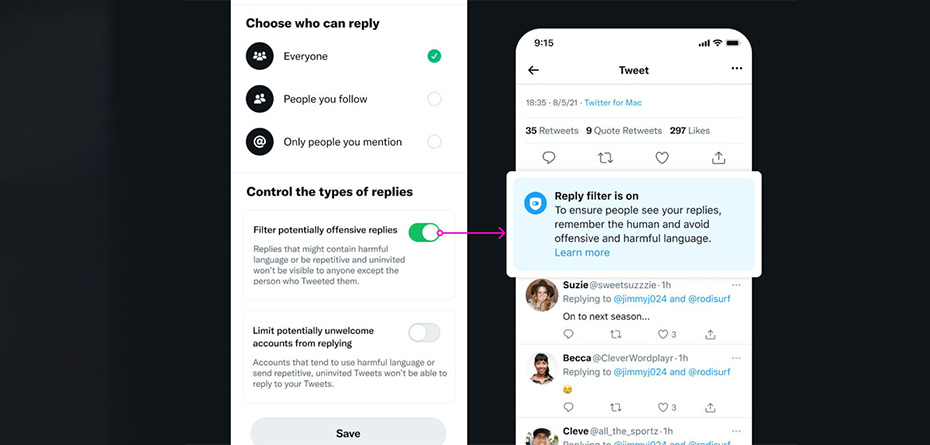 Choose who can reply
Everyone
People you follow
Only people you mention
@
Control the types of replies
Filter potentially offensive replies
Replies that might contain harmful
language or be repetitive and uninvited
won't be visible to anyone except the
person who Tweeted them.
Limit potentially unwelcome
accounts from replying
Accounts that tend to use harmful language or
send repetitive, uninvited Tweets won't be able to
reply to your Tweets.
Save
9:15
Tweet
18:35 · 8/5/21 · Twitter for Mac
35 Retweets 9 Quote Retweets 297 Likes
Reply filter is on
To ensure people see your replies,
remember the human and avoid
offensive and harmful language.
Learn more
Suzie @sweetsuzzzie · 1h
Replying to @jimmyj024 and @rodisurf
On to next season...
3
Becca @CleverWordplayr · 1h
Replying to @jimmyj024 and @rodisurf
3
Cleve @all_the_sportz · 1h
Replying to @jimmyj024 and @rodisurf